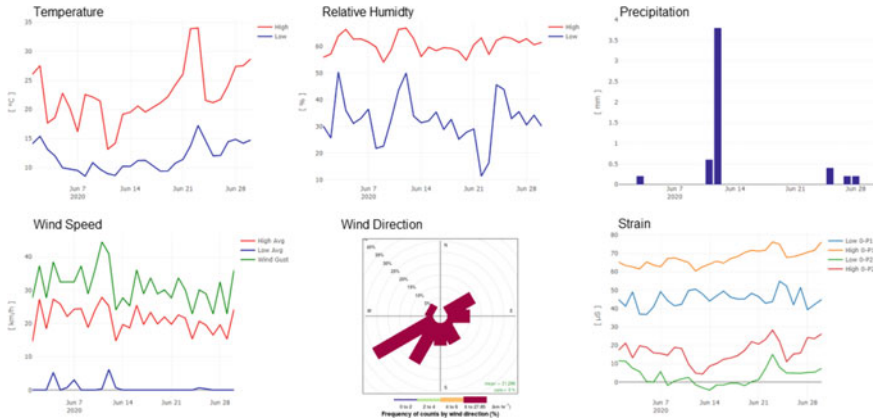 Temperature
High
Low
[ °C ]
35
30
25
20
15
10
Jun 7
2020
Jun 14
Jun 21
Jun 28
Relative Humidty
High
Low
[ % ]
60
50
40
30
20
10
Jun 7
2020
Jun 14
Jun 21
Jun 28
Precipitation
[ mm ]
4
3.5
3
2.5
2
1.5
1
0.5
0
Jun 7
2020
Jun 14
Jun 21
Jun 28
Wind Speed
High Avg
Low Avg
Wind Gust
[ km/h ]
40
30
20
10
0
Jun 7
2020
Jun 14
Jun 21
Jun 28
Wind Direction
N
W
E
S
Frequency of counts by wind direction (%)
Strain
Low 0-P1
High 0-P1
Low 0-P2
High 0-P2
[ µS ]
80
60
40
20
0
Jun 7
2020
Jun 14
Jun 21
Jun 28